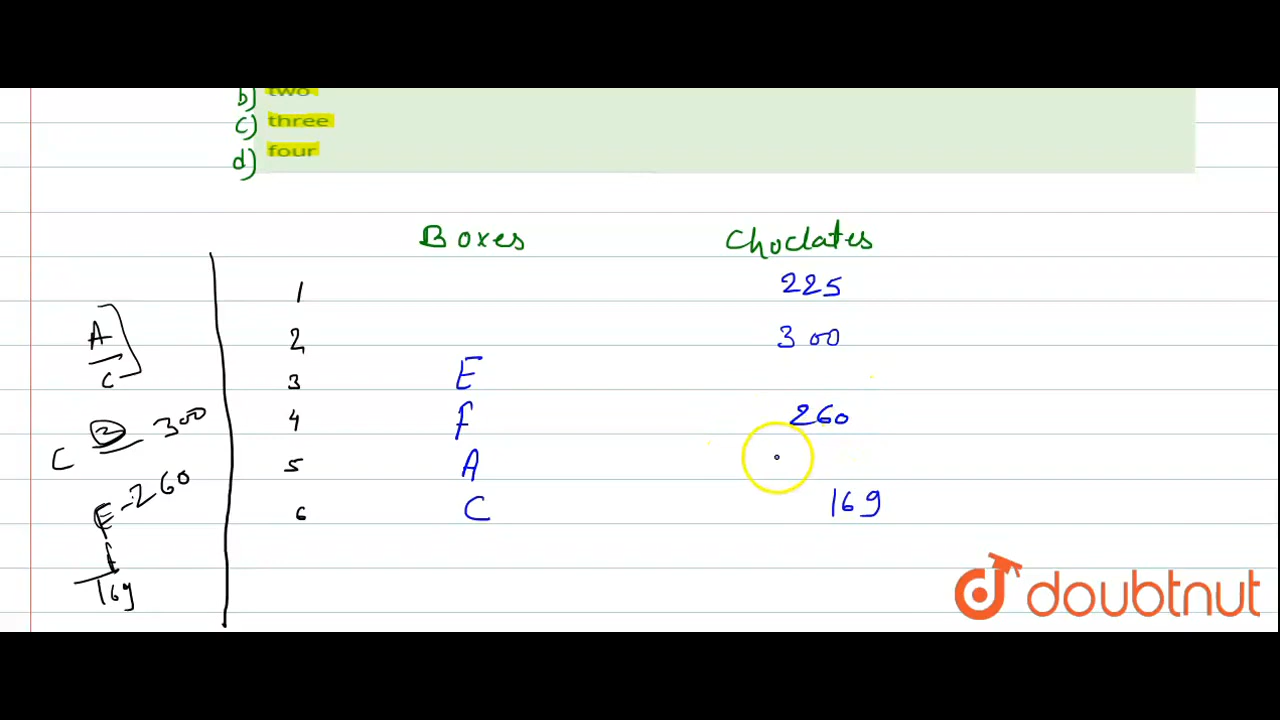 b) two
c) three
d) four
Boxes Choclates
1 225
2 300
3 E
4 F 260
5 A
6 C 169
A
C
C 2 300
260
169
doubtnut